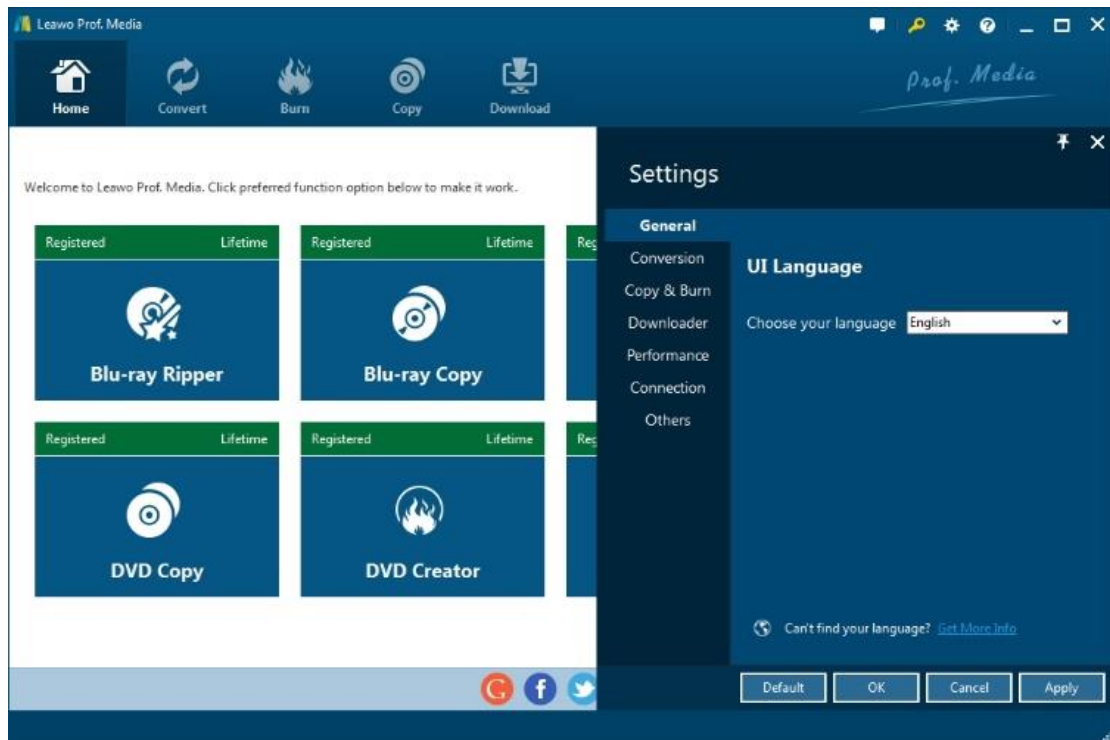 Leawo Prof. Media
Home
Convert
Burn
Copy
Download
Prof. Media
Welcome to Leawo Prof. Media. Click preferred function option below to make it work.
Registered Lifetime
Blu-ray Ripper
Registered Lifetime
Blu-ray Copy
Reg
Registered Lifetime
DVD Copy
Registered Lifetime
DVD Creator
Reg
Settings
General
Conversion
Copy & Burn
Downloader
Performance
Connection
Others
UI Language
Choose your language English
Can't find your language? Get More Info
Default OK Cancel Apply